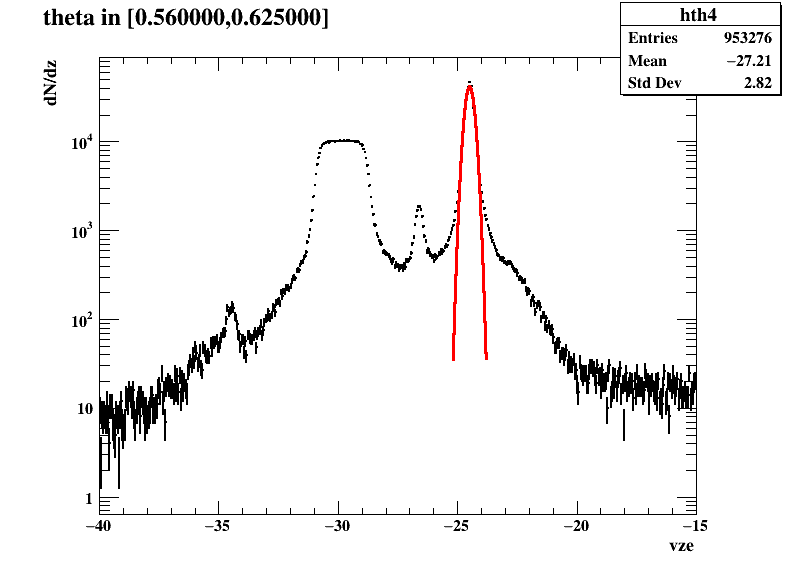 theta in [0.560000,0.625000]
hth4
Entries 953276
Mean −27.21
Std Dev 2.82
dN/dz
10^4
10^3
10^2
10
1
−40 −35 −30 −25 −20 −15
vze